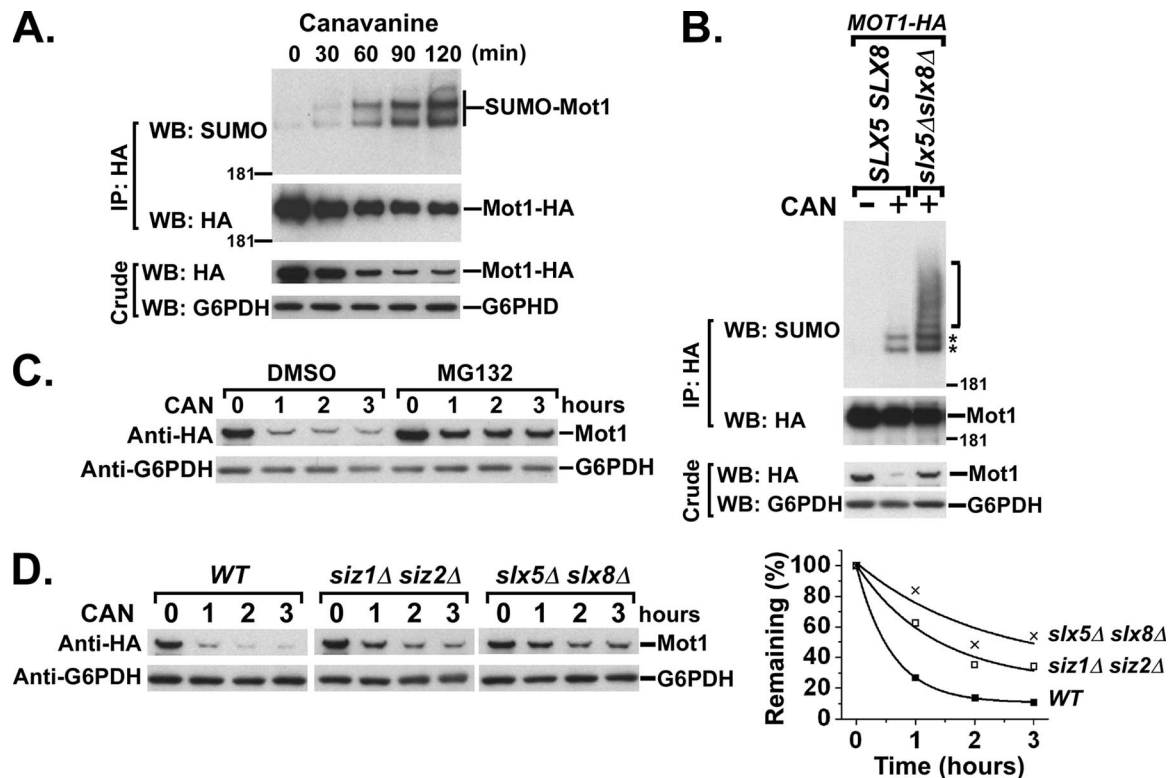 A.
Canavanine
0 30 60 90 120 (min)
IP: HA
WB: SUMO
SUMO-Mot1
181
WB: HA
Mot1-HA
181
Crude
WB: HA
Mot1-HA
WB: G6PDH
G6PHD
B.
MOT1-HA
SLX5 SLX8
slx5Δslx8Δ
CAN − + +
IP: HA
WB: SUMO
*
*
181
WB: HA
Mot1
181
Crude
WB: HA
Mot1
WB: G6PDH
G6PDH
C.
DMSO MG132
CAN 0 1 2 3 0 1 2 3 hours
Anti-HA
Mot1
Anti-G6PDH
G6PDH
D.
WT siz1Δ siz2Δ slx5Δ slx8Δ
CAN 0 1 2 3 0 1 2 3 0 1 2 3 hours
Anti-HA
Mot1
Anti-G6PDH
G6PDH
Remaining (%)
100
80
60
40
20
0
slx5Δ slx8Δ
siz1Δ siz2Δ
WT
0 1 2 3
Time (hours)